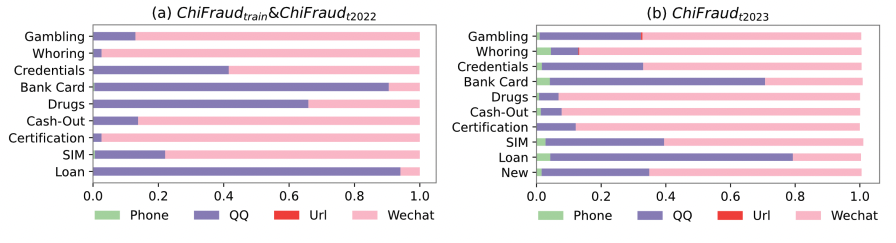 (a) ChiFraud_train&ChiFraud_t2022
Gambling
Whoring
Credentials
Bank Card
Drugs
Cash-Out
Certification
SIM
Loan
0.0 0.2 0.4 0.6 0.8 1.0
Phone QQ Url Wechat
(b) ChiFraud_t2023
Gambling
Whoring
Credentials
Bank Card
Drugs
Cash-Out
Certification
SIM
Loan
New
0.0 0.2 0.4 0.6 0.8 1.0
Phone QQ Url Wechat